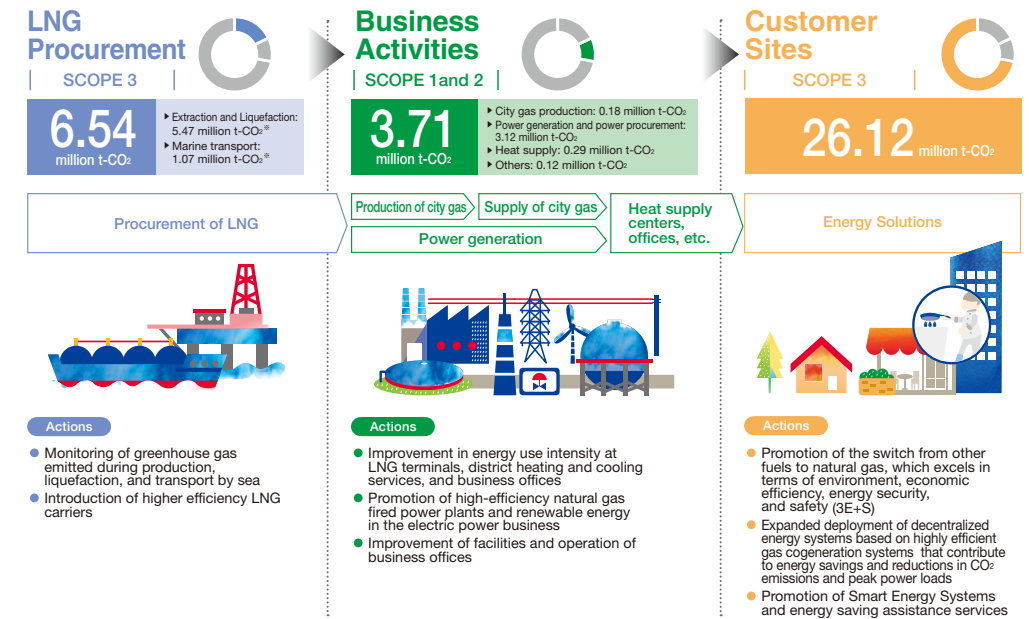 LNG
Procurement
SCOPE 3
6.54
million t-CO₂
Extraction and Liquefaction:
5.47 million t-CO₂※
Marine transport:
1.07 million t-CO₂※
Procurement of LNG
Actions
Monitoring of greenhouse gas
emitted during production,
liquefaction, and transport by sea
Introduction of higher efficiency LNG
carriers
Business
Activities
SCOPE 1and 2
3.71
million t-CO₂
City gas production: 0.18 million t-CO₂
Power generation and power procurement:
3.12 million t-CO₂
Heat supply: 0.29 million t-CO₂
Others: 0.12 million t-CO₂
Production of city gas
Supply of city gas
Power generation
Heat supply
centers,
offices, etc.
Actions
Improvement in energy use intensity at
LNG terminals, district heating and cooling
services, and business offices
Promotion of high-efficiency natural gas
fired power plants and renewable energy
in the electric power business
Improvement of facilities and operation of
business offices
Customer
Sites
SCOPE 3
26.12 million t-CO₂
Energy Solutions
Actions
Promotion of the switch from other
fuels to natural gas, which excels in
terms of environment, economic
efficiency, energy security,
and safety (3E+S)
Expanded deployment of decentralized
energy systems based on highly efficient
gas cogeneration systems that contribute
to energy savings and reductions in CO₂
emissions and peak power loads
Promotion of Smart Energy Systems
and energy saving assistance services